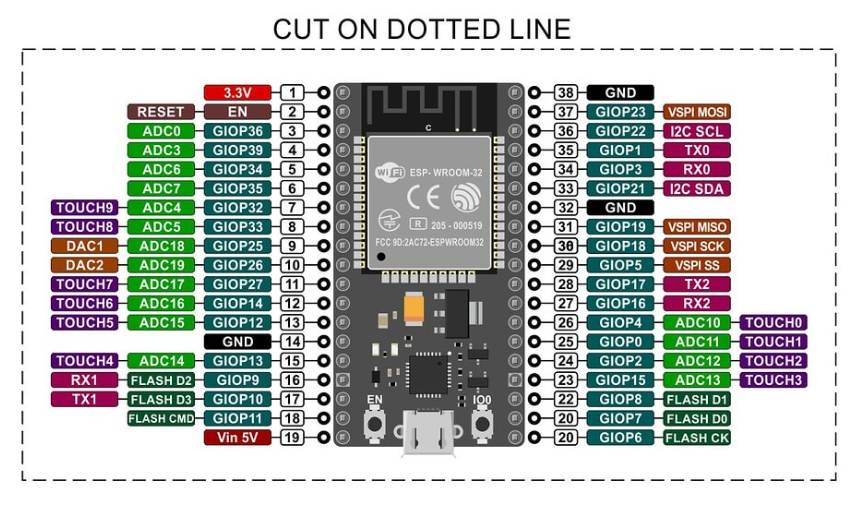 CUT ON DOTTED LINE
3.3V 1 38 GND
RESET EN 2 37 GIOP23 VSPI MOSI
ADC0 GIOP36 3 36 GIOP22 I2C SCL
ADC3 GIOP39 4 35 GIOP1 TX0
ADC6 GIOP34 5 34 GIOP3 RX0
ADC7 GIOP35 6 33 GIOP21 I2C SDA
TOUCH9 ADC4 GIOP32 7 32 GND
TOUCH8 ADC5 GIOP33 8 31 GIOP19 VSPI MISO
DAC1 ADC18 GIOP25 9 30 GIOP18 VSPI SCK
DAC2 ADC19 GIOP26 10 29 GIOP5 VSPI SS
TOUCH7 ADC17 GIOP27 11 28 GIOP17 TX2
TOUCH6 ADC16 GIOP14 12 27 GIOP16 RX2
TOUCH5 ADC15 GIOP12 13 26 GIOP4 ADC10 TOUCH0
GND 14 25 GIOP0 ADC11 TOUCH1
TOUCH4 ADC14 GIOP13 15 24 GIOP2 ADC12 TOUCH2
RX1 FLASH D2 GIOP9 16 23 GIOP15 ADC13 TOUCH3
TX1 FLASH D3 GIOP10 17 22 GIOP8 FLASH D1
FLASH CMD GIOP11 18 20 GIOP7 FLASH D0
Vin 5V 19 20 GIOP6 FLASH CK
C
WiFi ESP-WROOM-32
CE
R 205-000519
FCC 9D:2AC72-ESPWROOM32
EN IO0